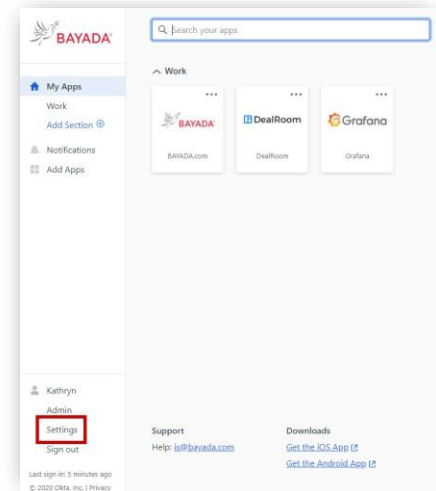 BAYADA
My Apps
Work
Add Section
Notifications
Add Apps
Kathryn
Admin
Settings
Sign out
Last sign in: 5 minutes ago
© 2020 Okta, Inc. | Privacy
Search your apps
Work
BAYADA
BAYADA.com
DealRoom
DealRoom
Grafana
Grafana
Support
Help: is@bayada.com
Downloads
Get the iOS App
Get the Android App